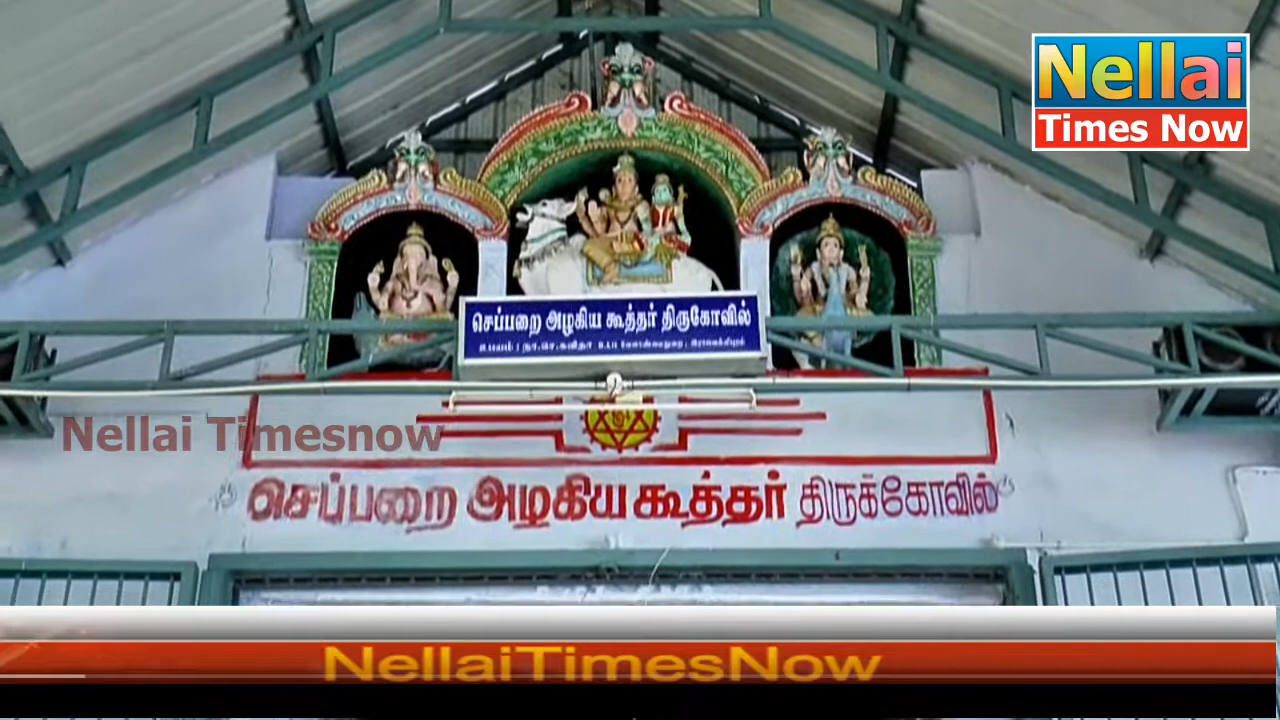 Nellai
Times Now
செப்பறை அழகிய கூத்தர் திருகோவில்
Nellai Timesnow
செப்பறை அழகிய கூத்தர் திருக்கோவில்
NellaiTimesNow